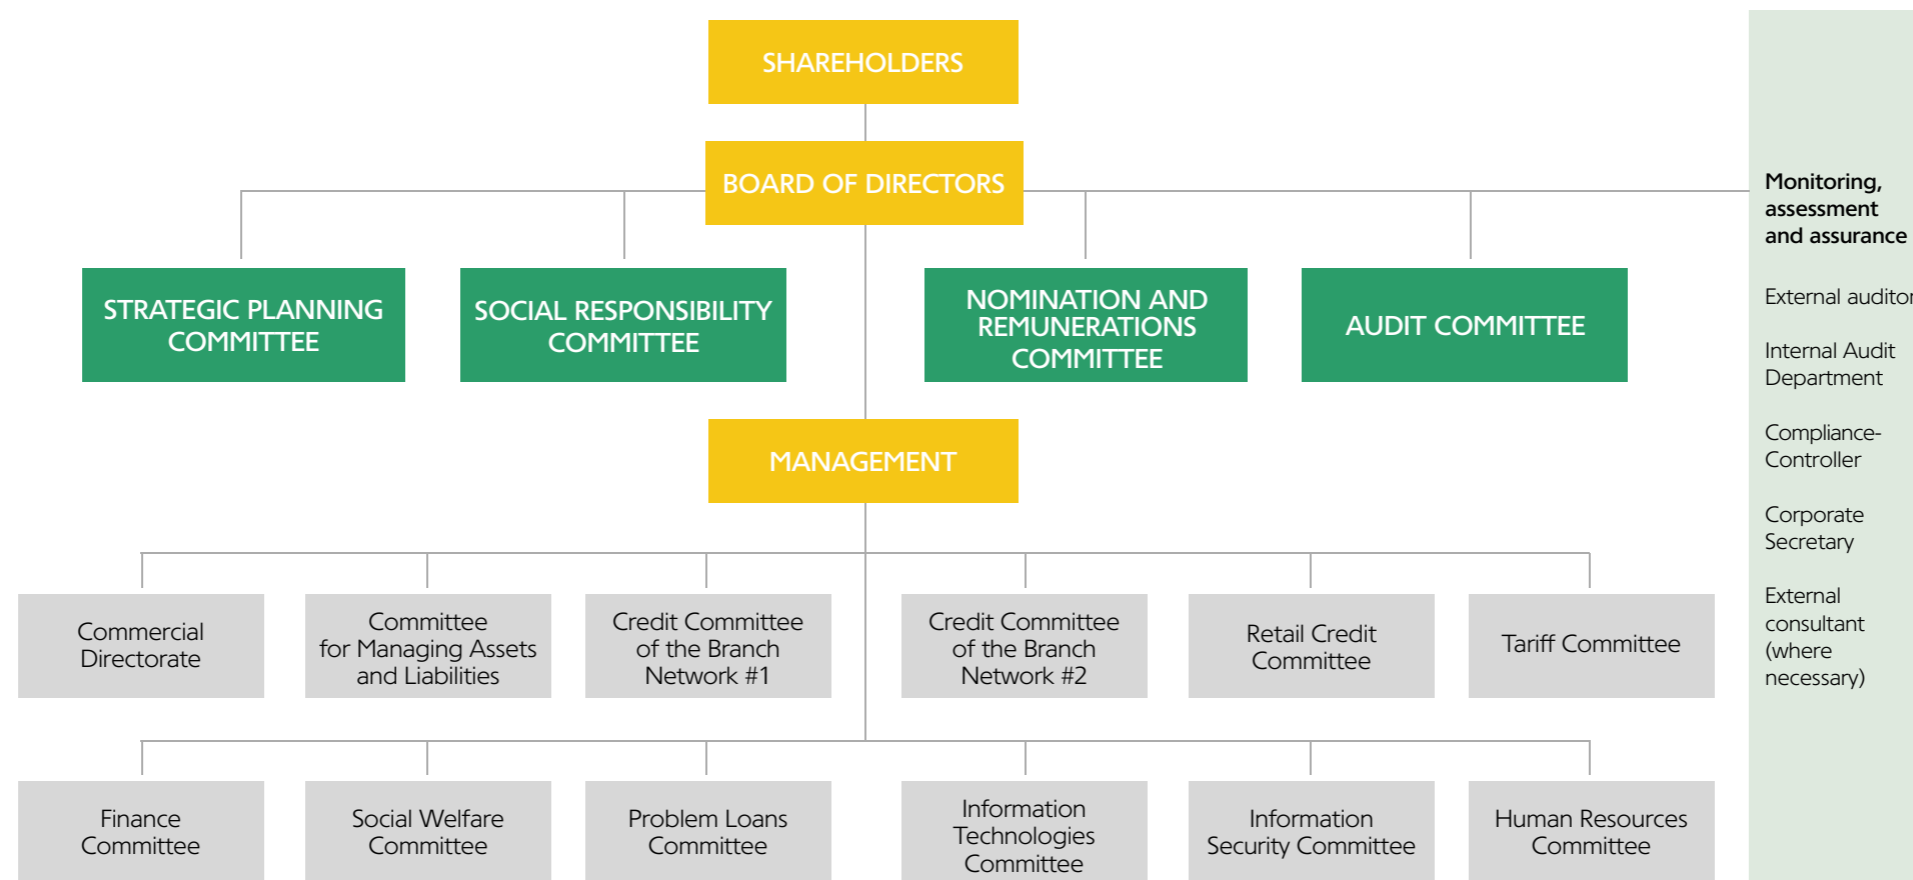 SHAREHOLDERS
BOARD OF DIRECTORS
STRATEGIC PLANNING
COMMITTEE
SOCIAL RESPONSIBILITY
COMMITTEE
NOMINATION AND
REMUNERATIONS
COMMITTEE
AUDIT COMMITTEE
MANAGEMENT
Commercial
Directorate
Committee
for Managing Assets
and Liabilities
Credit Committee
of the Branch
Network #1
Credit Committee
of the Branch
Network #2
Retail Credit
Committee
Tariff Committee
Finance
Committee
Social Welfare
Committee
Problem Loans
Committee
Information
Technologies
Committee
Information
Security Committee
Human Resources
Committee
Monitoring,
assessment
and assurance
External auditor
Internal Audit
Department
Compliance-
Controller
Corporate
Secretary
External
consultant
(where
necessary)